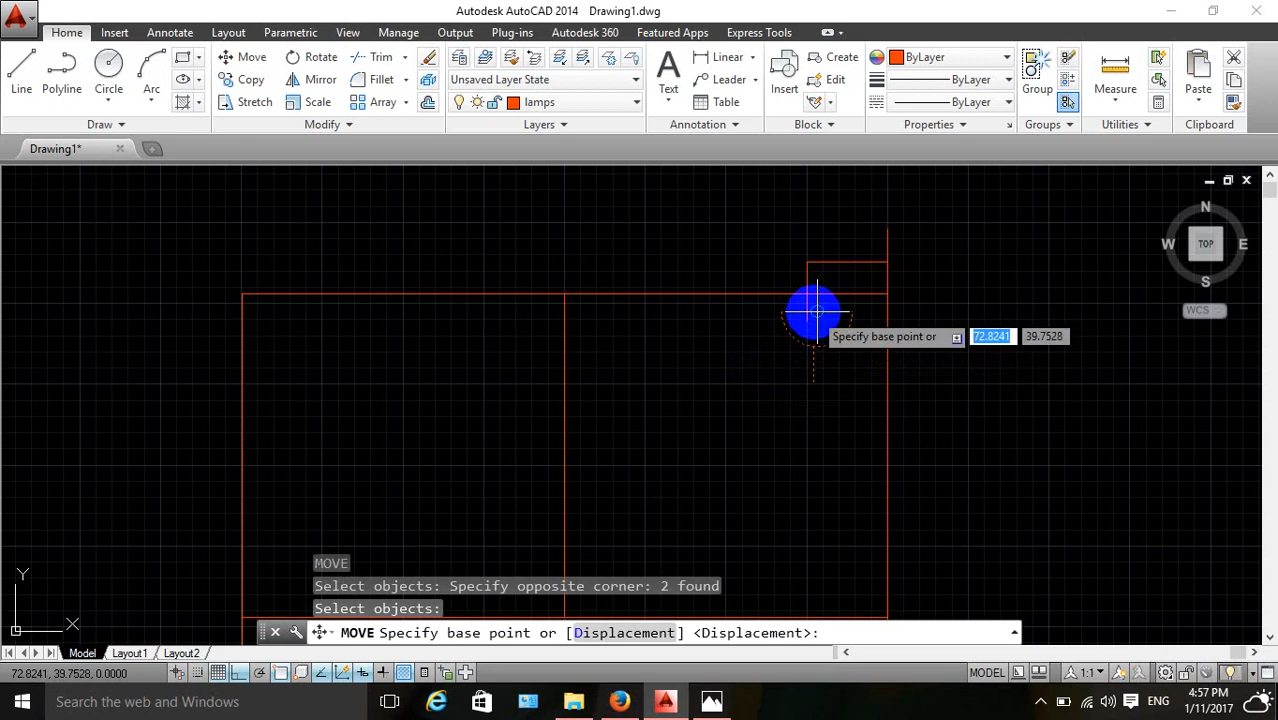 Autodesk AutoCAD 2014 Drawing1.dwg
Home Insert Annotate Layout Parametric View Manage Output Plug-ins Autodesk 360 Featured Apps Express Tools
Line Polyline Circle Arc
Move Rotate Trim
Copy Mirror Fillet
Stretch Scale Array
Unsaved Layer State
lamps
Text
Linear
Leader
Table
Insert
Create
Edit
ByLayer
ByLayer
ByLayer
Group
Measure
Paste
Draw Modify Layers Annotation Block Properties Groups Utilities Clipboard
Drawing1*
N
W TOP E
S
WCS
Specify base point or 72.8241 39.7528
MOVE
Select objects: Specify opposite corner: 2 found
Select objects:
Y
X
MOVE Specify base point or [Displacement] <Displacement>:
Model Layout1 Layout2
72.8241, 39.7528, 0.0000 MODEL 1:1
Search the web and Windows
ENG
4:57 PM
1/11/2017